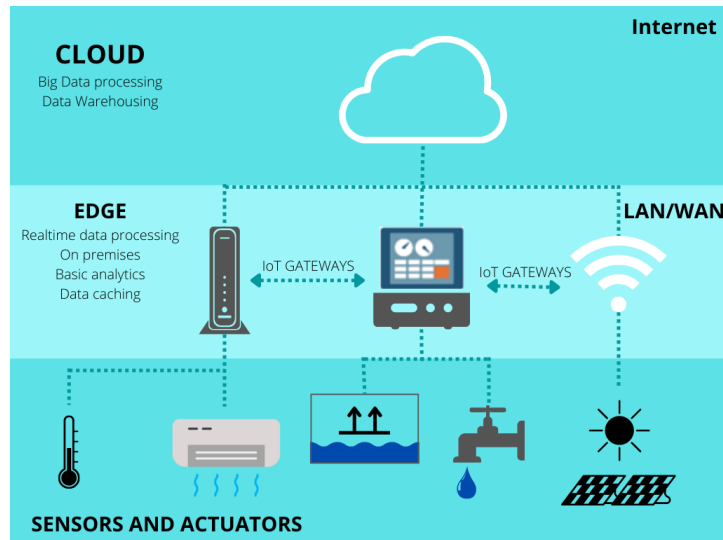 Internet
CLOUD
Big Data processing
Data Warehousing
EDGE
LAN/WAN
Realtime data processing
On premises
Basic analytics
Data caching
IoT GATEWAYS
IoT GATEWAYS
SENSORS AND ACTUATORS